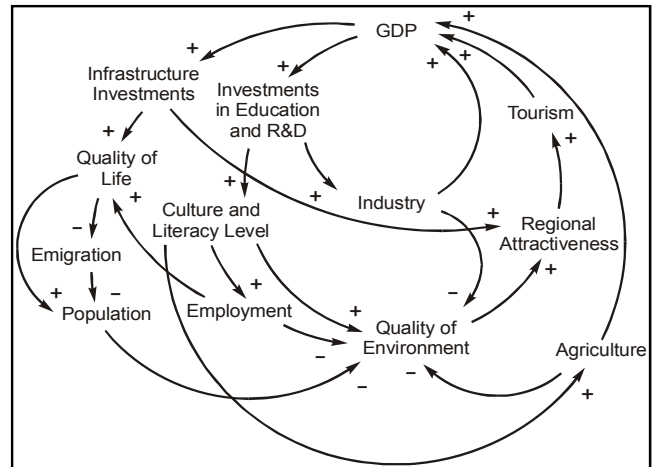 +
GDP
+
+
+
+
Infrastructure
Investments
Investments
in Education
and R&D
Tourism
+
+
Quality of
Life
+
+
+
Industry
+
Culture and
Literacy Level
Regional
Attractiveness
–
Emigration
+
–
+
+
Population
Employment
–
+
Quality of
Environment
Agriculture
–
–
–
+